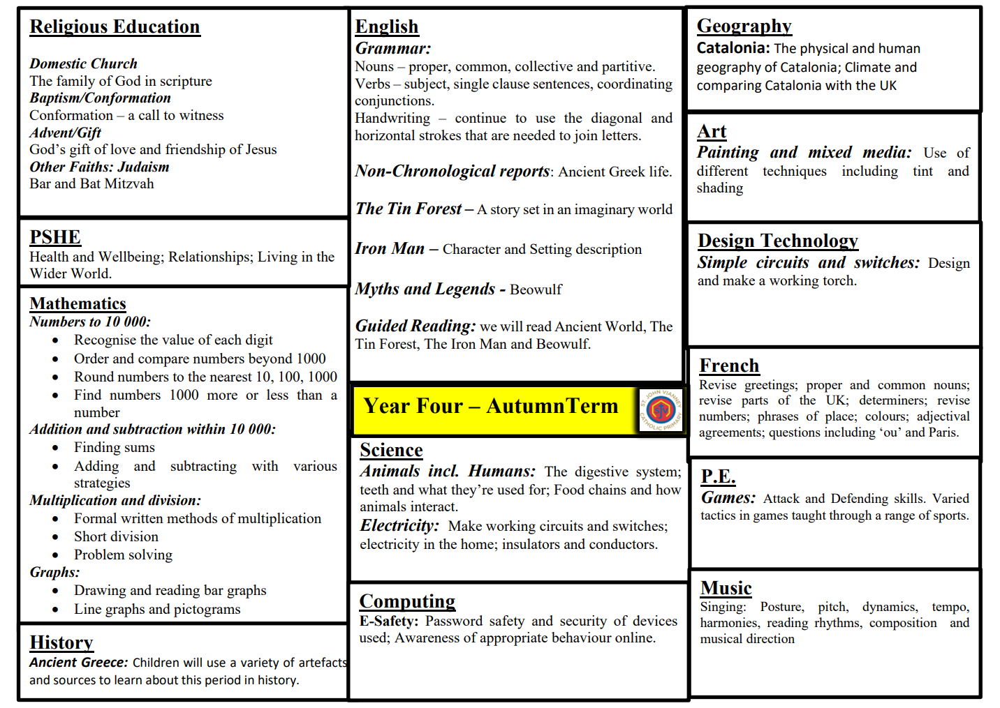 Religious Education
Domestic Church
The family of God in scripture
Baptism/Conformation
Conformation – a call to witness
Advent/Gift
God's gift of love and friendship of Jesus
Other Faiths: Judaism
Bar and Bat Mitzvah
PSHE
Health and Wellbeing; Relationships; Living in the
Wider World.
Mathematics
Numbers to 10 000:
• Recognise the value of each digit
• Order and compare numbers beyond 1000
• Round numbers to the nearest 10, 100, 1000
• Find numbers 1000 more or less than a
number
Addition and subtraction within 10 000:
• Finding sums
• Adding and subtracting with various
strategies
Multiplication and division:
• Formal written methods of multiplication
• Short division
• Problem solving
Graphs:
• Drawing and reading bar graphs
• Line graphs and pictograms
History
Ancient Greece: Children will use a variety of artefacts
and sources to learn about this period in history.
English
Grammar:
Nouns – proper, common, collective and partitive.
Verbs – subject, single clause sentences, coordinating
conjunctions.
Handwriting – continue to use the diagonal and
horizontal strokes that are needed to join letters.
Non-Chronological reports: Ancient Greek life.
The Tin Forest – A story set in an imaginary world
Iron Man – Character and Setting description
Myths and Legends - Beowulf
Guided Reading: we will read Ancient World, The
Tin Forest, The Iron Man and Beowulf.
Year Four – AutumnTerm
ST JOHN VIANNEY
SJV
CATHOLIC PRIMARY
Science
Animals incl. Humans: The digestive system;
teeth and what they're used for; Food chains and how
animals interact.
Electricity: Make working circuits and switches;
electricity in the home; insulators and conductors.
Computing
E-Safety: Password safety and security of devices
used; Awareness of appropriate behaviour online.
Geography
Catalonia: The physical and human
geography of Catalonia; Climate and
comparing Catalonia with the UK
Art
Painting and mixed media: Use of
different techniques including tint and
shading
Design Technology
Simple circuits and switches: Design
and make a working torch.
French
Revise greetings; proper and common nouns;
revise parts of the UK; determiners; revise
numbers; phrases of place; colours; adjectival
agreements; questions including ‘ou’ and Paris.
P.E.
Games: Attack and Defending skills. Varied
tactics in games taught through a range of sports.
Music
Singing: Posture, pitch, dynamics, tempo,
harmonies, reading rhythms, composition and
musical direction